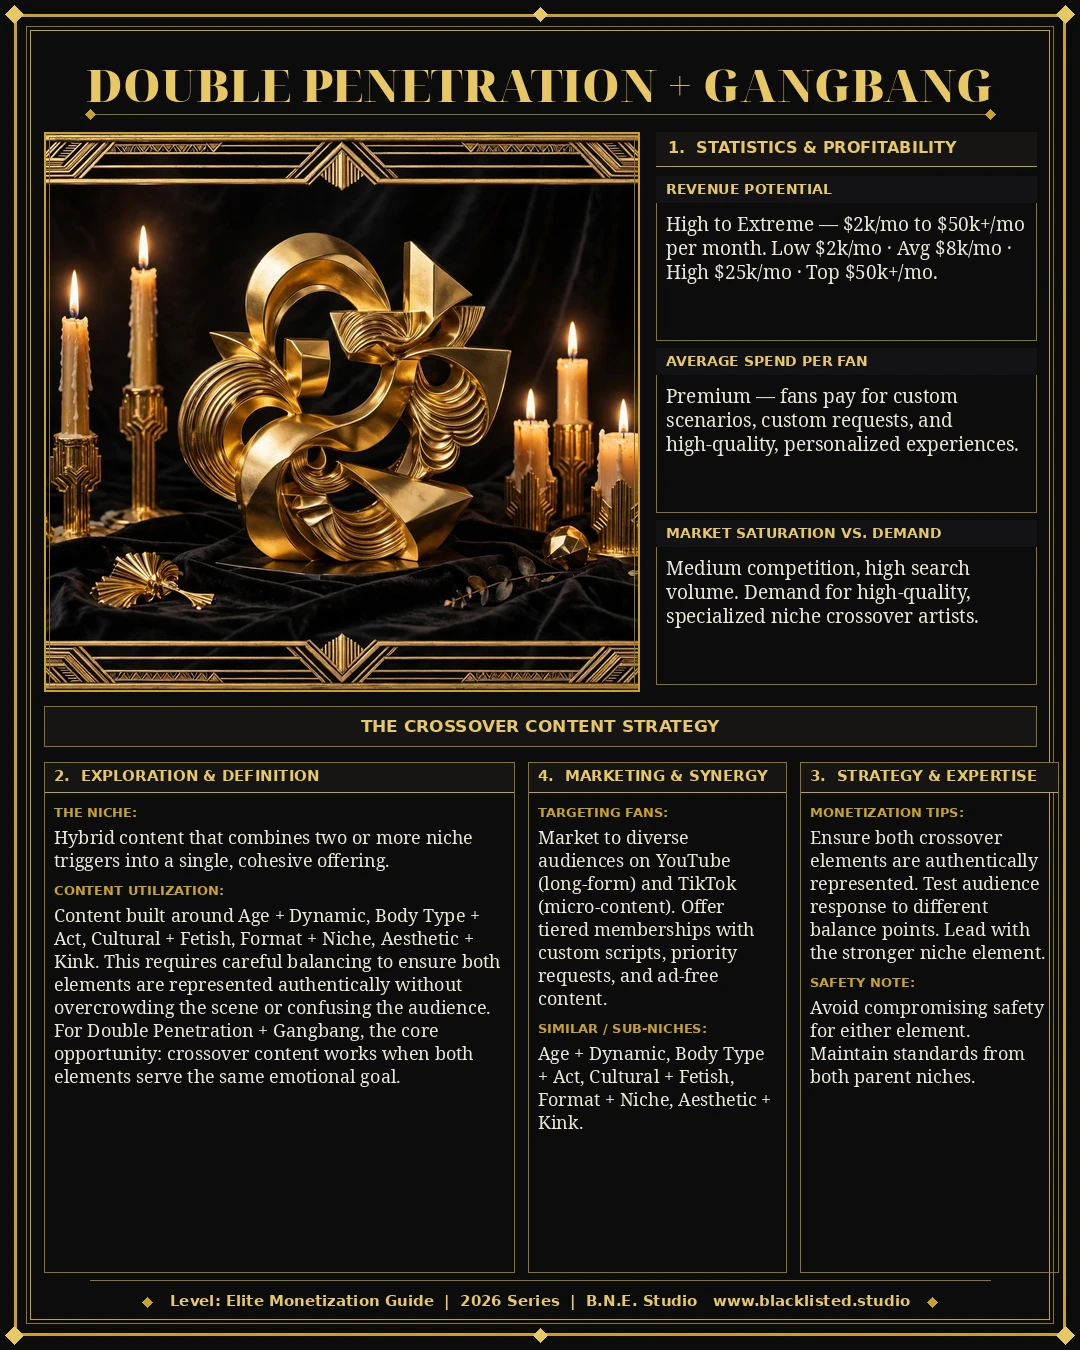 DOUBLE PENETRATION + GANGBANG
1. STATISTICS & PROFITABILITY
REVENUE POTENTIAL
High to Extreme — $2k/mo to $50k+/mo
per month. Low $2k/mo · Avg $8k/mo ·
High $25k/mo · Top $50k+/mo.
AVERAGE SPEND PER FAN
Premium — fans pay for custom
scenarios, custom requests, and
high-quality, personalized experiences.
MARKET SATURATION VS. DEMAND
Medium competition, high search
volume. Demand for high-quality,
specialized niche crossover artists.
THE CROSSOVER CONTENT STRATEGY
2. EXPLORATION & DEFINITION
THE NICHE:
Hybrid content that combines two or more niche
triggers into a single, cohesive offering.
CONTENT UTILIZATION:
Content built around Age + Dynamic, Body Type +
Act, Cultural + Fetish, Format + Niche, Aesthetic +
Kink. This requires careful balancing to ensure both
elements are represented authentically without
overcrowding the scene or confusing the audience.
For Double Penetration + Gangbang, the core
opportunity: crossover content works when both
elements serve the same emotional goal.
4. MARKETING & SYNERGY
TARGETING FANS:
Market to diverse
audiences on YouTube
(long-form) and TikTok
(micro-content). Offer
tiered memberships with
custom scripts, priority
requests, and ad-free
content.
SIMILAR / SUB-NICHES:
Age + Dynamic, Body Type
+ Act, Cultural + Fetish,
Format + Niche, Aesthetic +
Kink.
3. STRATEGY & EXPERTISE
MONETIZATION TIPS:
Ensure both crossover
elements are authentically
represented. Test audience
response to different
balance points. Lead with
the stronger niche element.
SAFETY NOTE:
Avoid compromising safety
for either element.
Maintain standards from
both parent niches.
Level: Elite Monetization Guide | 2026 Series | B.N.E. Studio www.blacklisted.studio